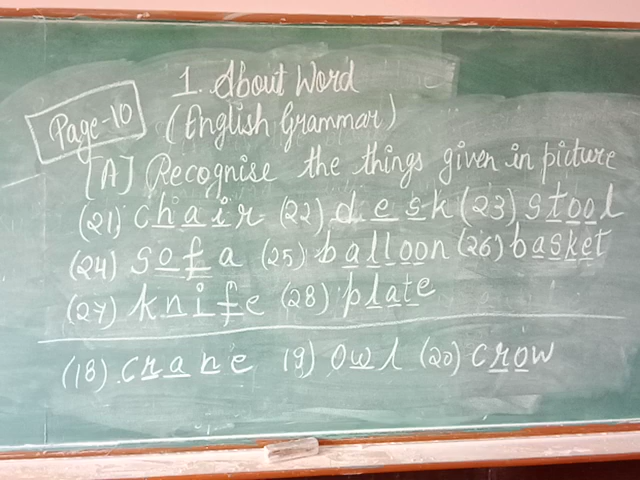 1. About Word
Page-10
(English Grammar)
[A] Recognise the things given in picture
(21) chair (22) desk (23) stool
(24) sofa (25) balloon (26) basket
(27) knife (28) plate
(18) crane (9) owl (20) crow